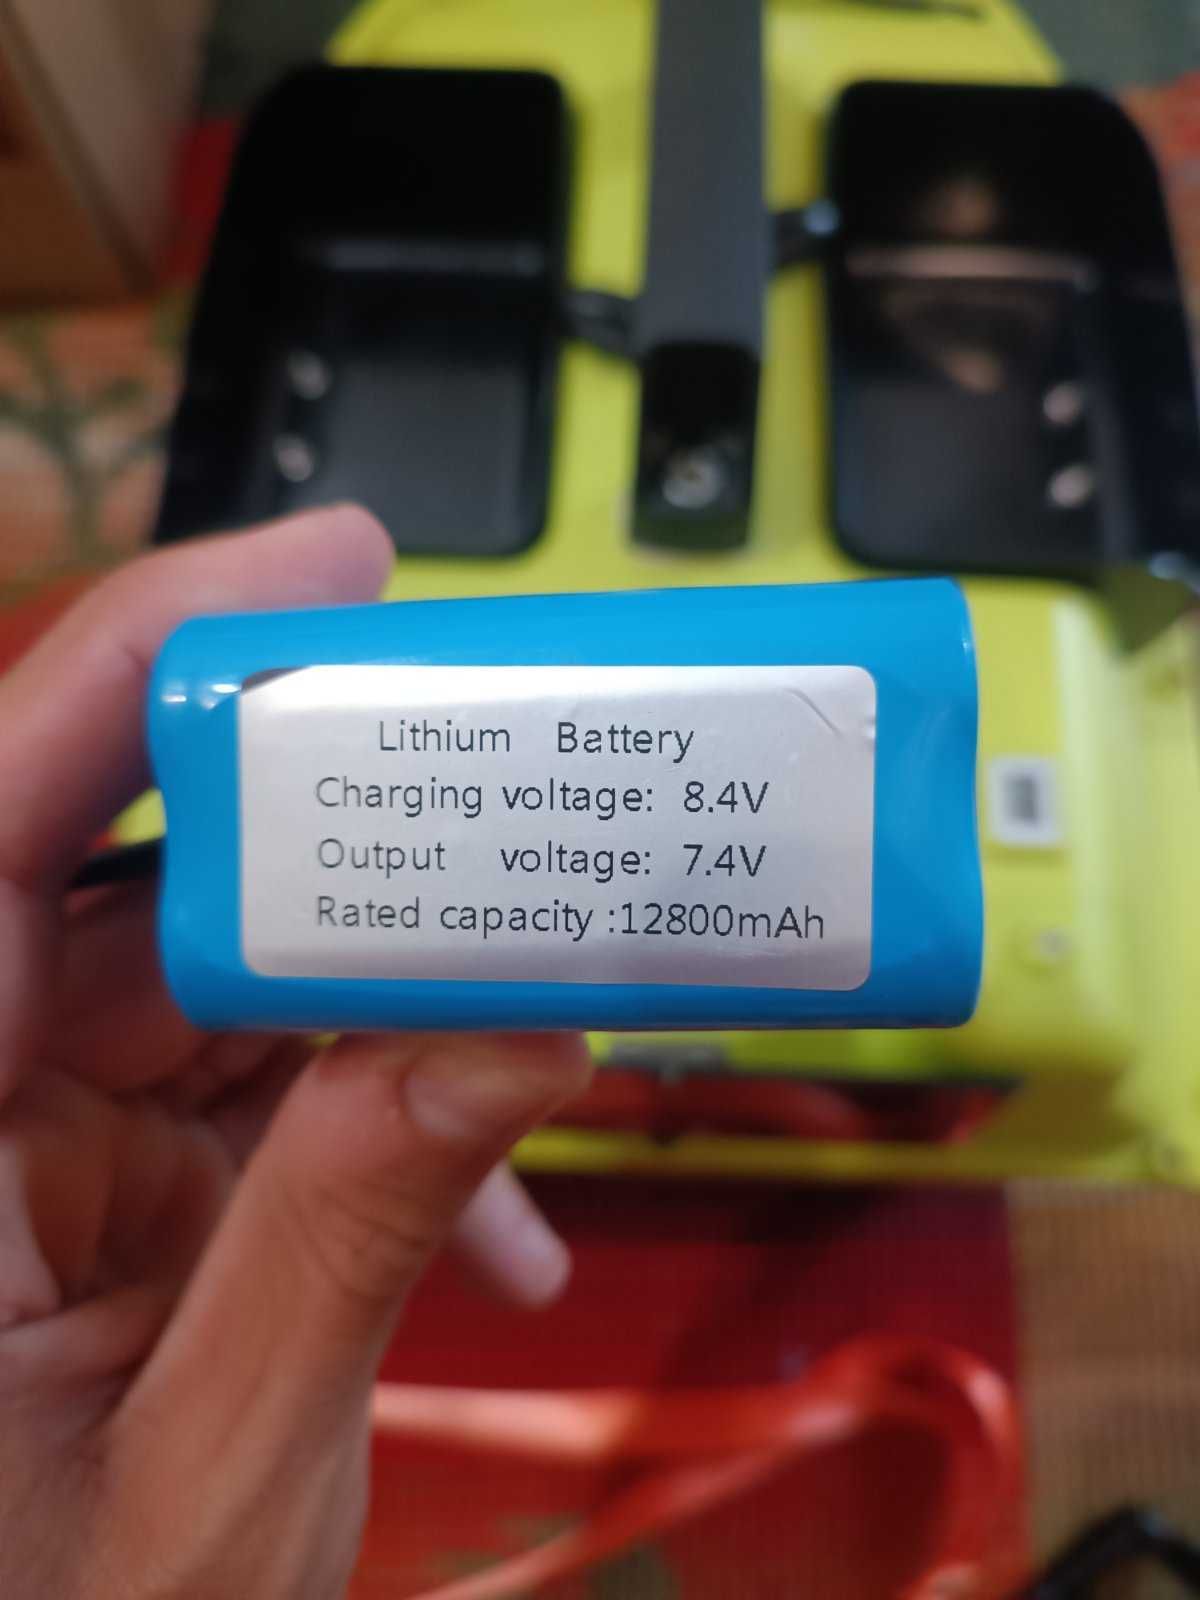 Lithium Battery
Charging voltage: 8.4V
Output voltage: 7.4V
Rated capacity :12800mAh